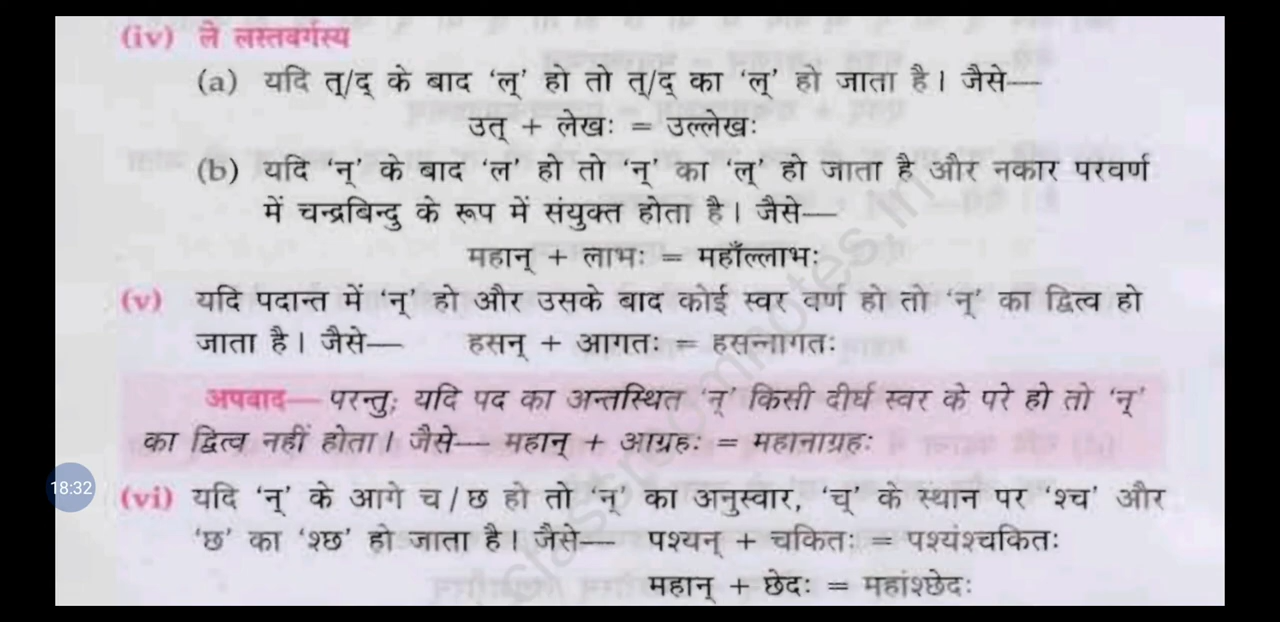 (iv) ले लस्तवर्गस्य
(a) यदि त्/द् के बाद ‘ल्’ हो तो त्/द् का ‘ल्’ हो जाता है। जैसे—
उत् + लेखः = उल्लेखः
(b) यदि ‘न्’ के बाद ‘ल’ हो तो ‘न्’ का ‘ल्’ हो जाता है और नकार परवर्ण
में चन्द्रबिन्दु के रूप में संयुक्त होता है। जैसे—
महान् + लाभः = महाँल्लाभः
(v) यदि पदान्त में ‘न्’ हो और उसके बाद कोई स्वर वर्ण हो तो ‘न्’ का द्वित्व हो
जाता है। जैसे— हसन् + आगतः = हसन्नागतः
अपवाद— परन्तु; यदि पद का अन्तस्थित ‘न्’ किसी दीर्घ स्वर के परे हो तो ‘न्’
का द्वित्व नहीं होता। जैसे— महान् + आग्रहः = महानाग्रहः
18:32
(vi) यदि ‘न्’ के आगे च / छ हो तो ‘न्’ का अनुस्वार, ‘च्’ के स्थान पर ‘श्च’ और
‘छ’ का ‘श्छ’ हो जाता है। जैसे— पश्यन् + चकितः = पश्यंश्चकितः
महान् + छेदः = महांश्छेदः